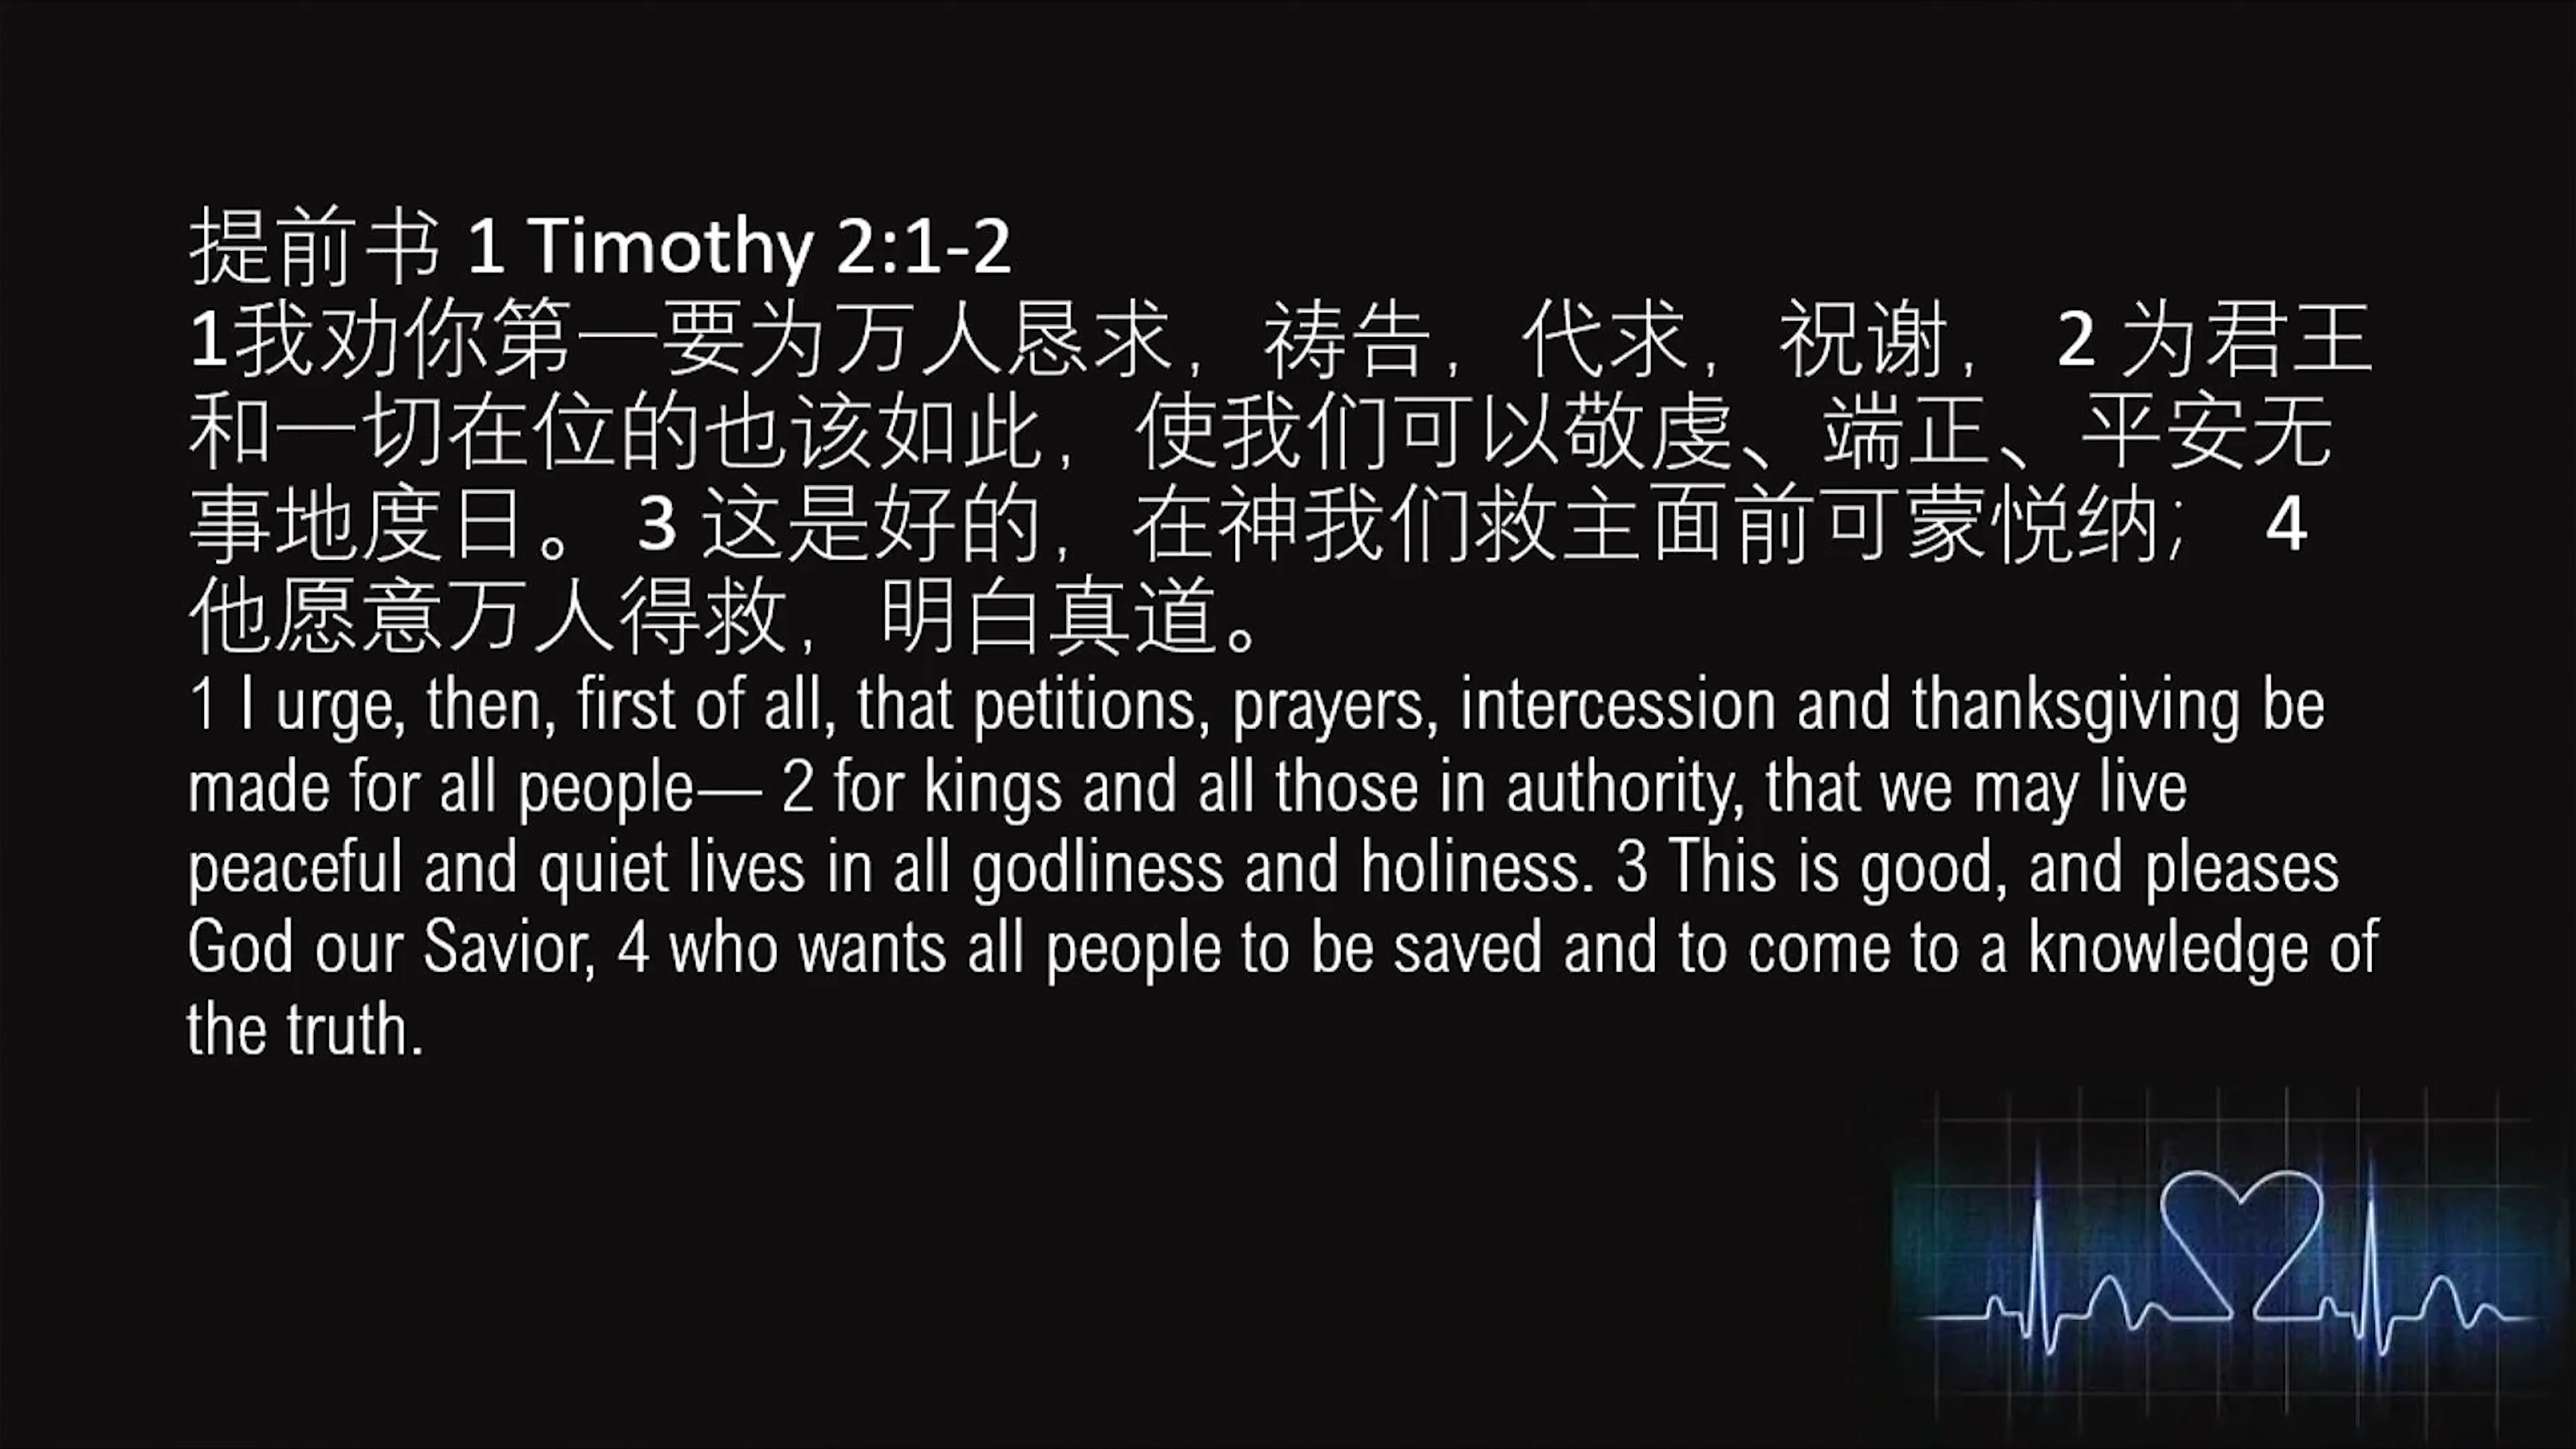 提前书 1 Timothy 2:1-2
1我劝你第一要为万人恳求，祷告，代求，祝谢， 2 为君王
和一切在位的也该如此，使我们可以敬虔、端正、平安无
事地度日。 3 这是好的，在神我们救主面前可蒙悦纳； 4
他愿意万人得救，明白真道。
1 I urge, then, first of all, that petitions, prayers, intercession and thanksgiving be
made for all people— 2 for kings and all those in authority, that we may live
peaceful and quiet lives in all godliness and holiness. 3 This is good, and pleases
God our Savior, 4 who wants all people to be saved and to come to a knowledge of
the truth.